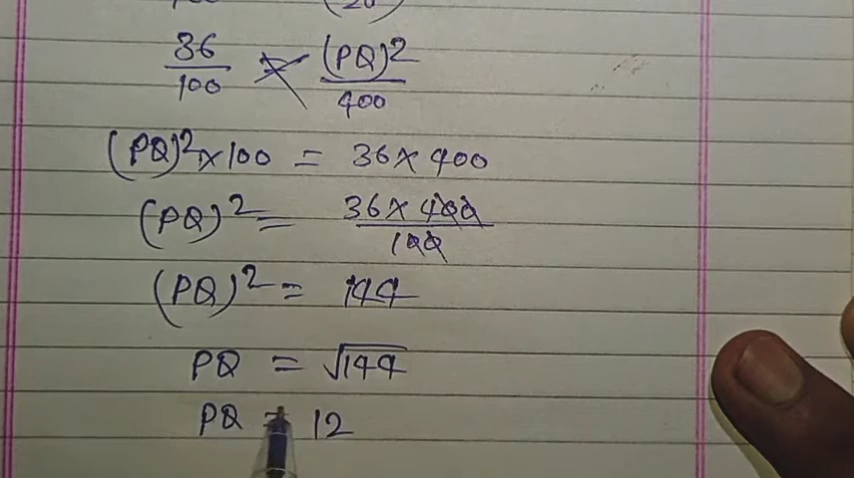 36/100 × (PQ)²/400
(PQ)² × 100 = 36 × 400
(PQ)² = 36 × 400/100
(PQ)² = 144
PQ = √144
PQ = 12